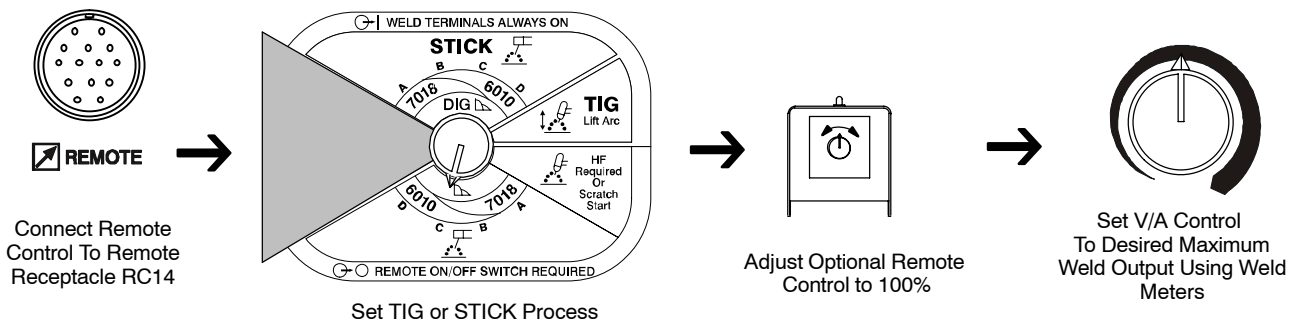 REMOTE
Connect Remote
Control To Remote
Receptacle RC14
WELD TERMINALS ALWAYS ON
STICK
A B C D
7018 6010
DIG
TIG
Lift Arc
HF
Required
Or
Scratch
Start
6010 7018
D C B A
REMOTE ON/OFF SWITCH REQUIRED
Set TIG or STICK Process
Adjust Optional Remote
Control to 100%
Set V/A Control
To Desired Maximum
Weld Output Using Weld
Meters